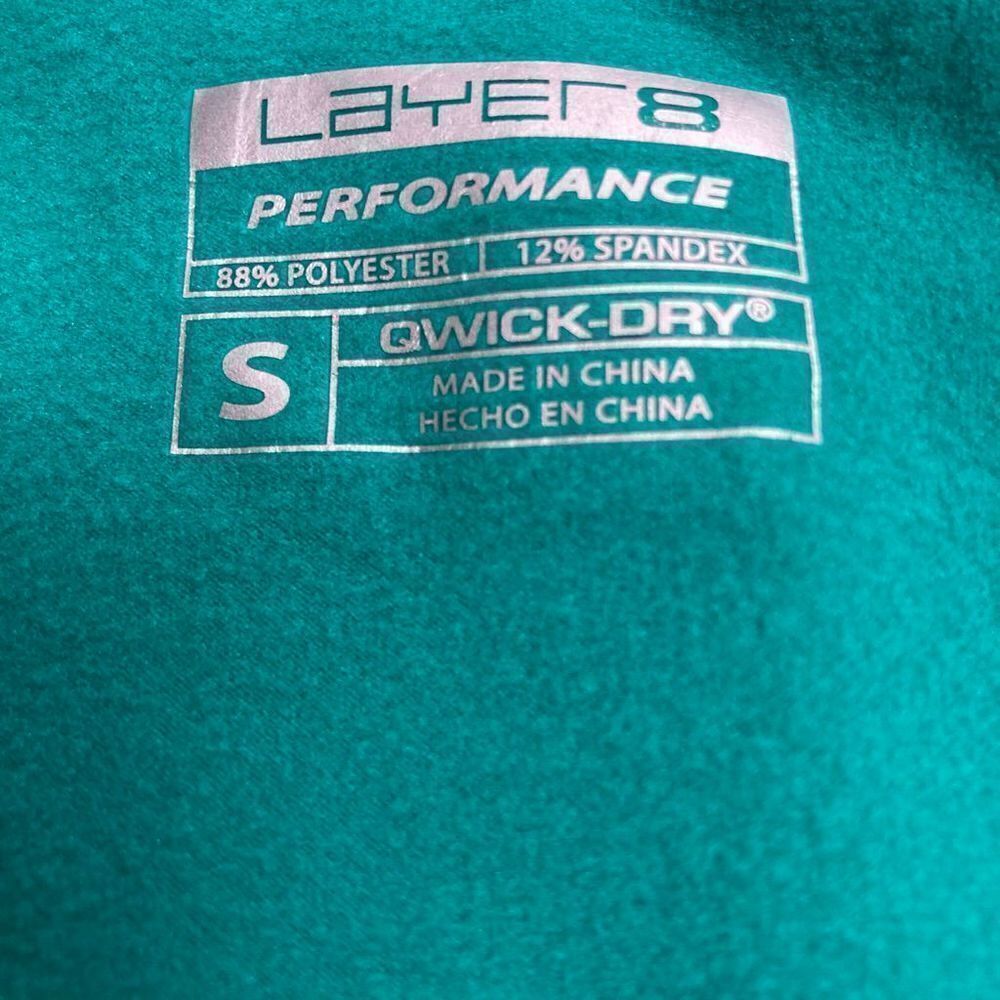 Layer8
PERFORMANCE
88% POLYESTER 12% SPANDEX
S
QWICK-DRY®
MADE IN CHINA
HECHO EN CHINA